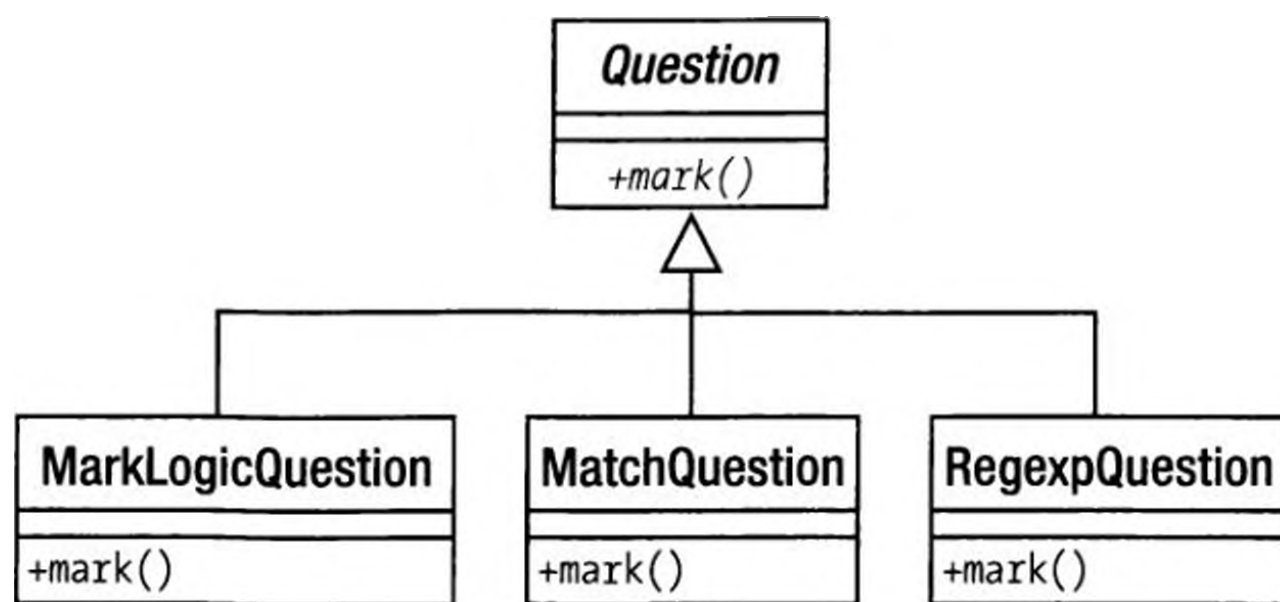 Question
+mark()
MarkLogicQuestion
MatchQuestion
RegexpQuestion
+mark()
+mark()
+mark()